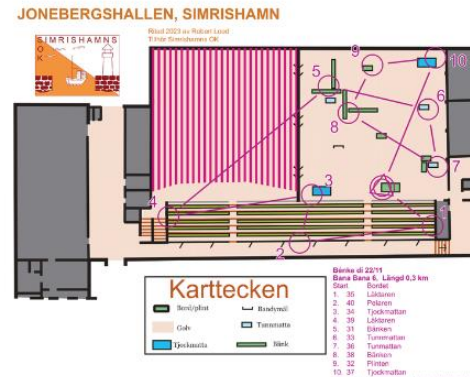 JONEBERGSHALLEN, SIMRISHAMN
SIMRISHAMNS
OK
Ritad 2023 av Robert Lund
Simrishamns OK
9
10
5
6
8
7
3
4
1
2
Karttecken
Bord/plint
Bandymål
Golv
Tunnmatta
Tjockmatta
Bänk
Bänke di 22/11
Bana Bana 6, Längd 0,3 km
Start Bordet
1. 35 Läktaren
2. 40 Pelaren
3. 34 Tjockmattan
4. 39 Läktaren
5. 31 Bänken
6. 33 Tunnmattan
7. 36 Tunnmattan
8. 38 Bänken
9. 32 Plinten
10. 37 Tjockmattan